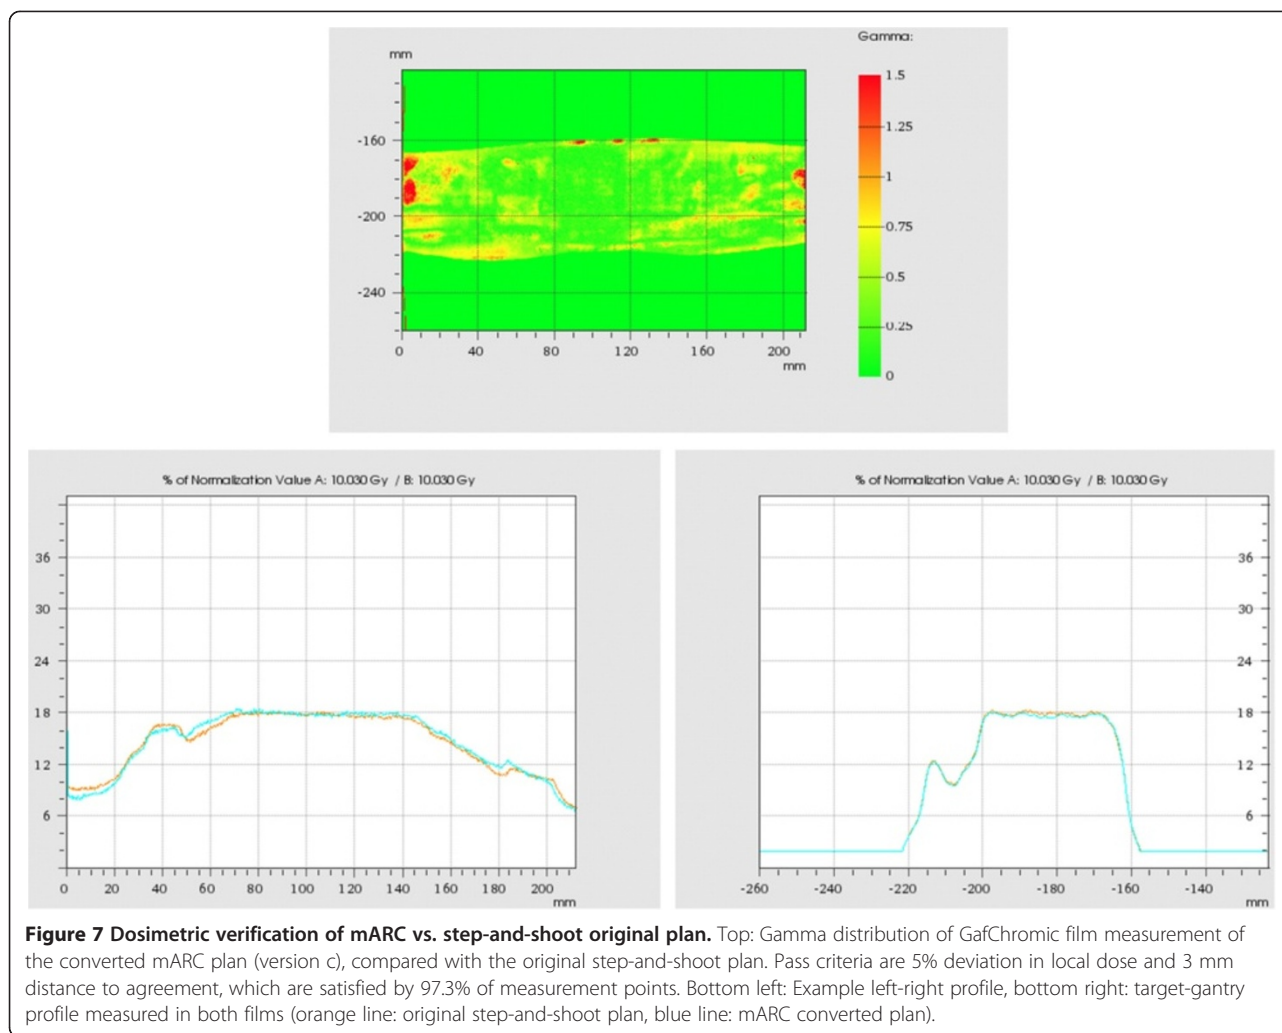 Gamma:
mm
1.5
1.25
1
0.75
0.5
0.25
0
-160
-200
-240
0 40 80 120 160 200
mm
% of Normalization Value A: 10.030 Gy / B: 10.030 Gy
36
30
24
18
12
6
0 20 40 60 80 100 120 140 160 180 200
mm
% of Normalization Value A: 10.030 Gy / B: 10.030 Gy
36
30
24
18
12
6
-260 -240 -220 -200 -180 -160 -140
mm
Figure 7 Dosimetric verification of mARC vs. step-and-shoot original plan. Top: Gamma distribution of GafChromic film measurement of
the converted mARC plan (version c), compared with the original step-and-shoot plan. Pass criteria are 5% deviation in local dose and 3 mm
distance to agreement, which are satisfied by 97.3% of measurement points. Bottom left: Example left-right profile, bottom right: target-gantry
profile measured in both films (orange line: original step-and-shoot plan, blue line: mARC converted plan).